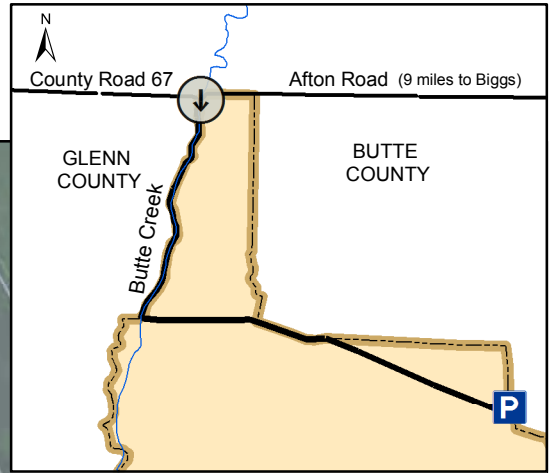 N
County Road 67
Afton Road (9 miles to Biggs)
GLENN
COUNTY
BUTTE
COUNTY
Butte Creek
P